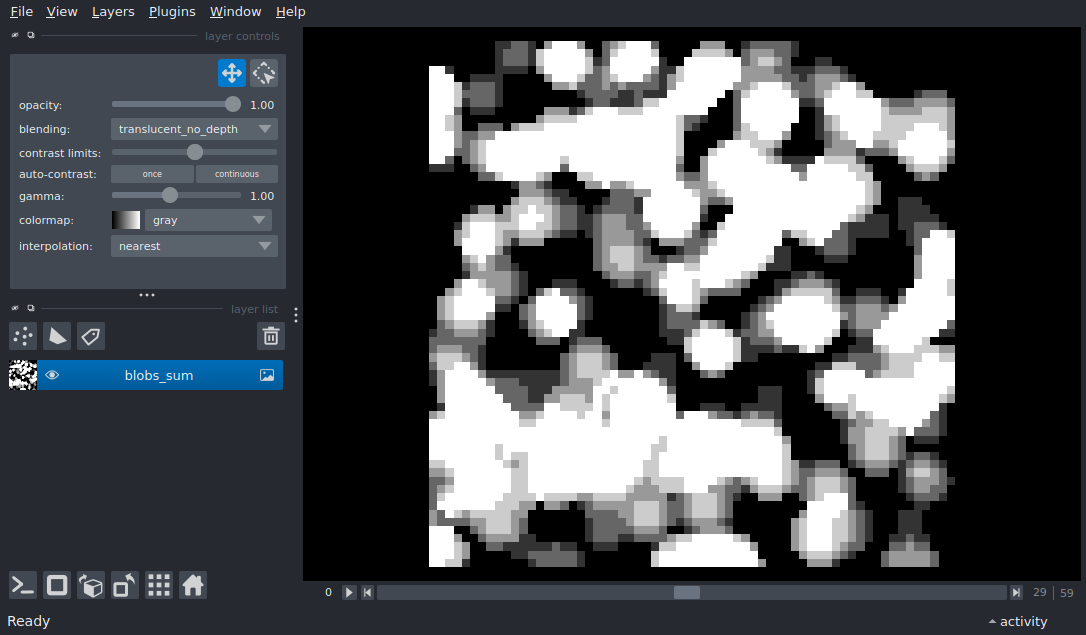 File View Layers Plugins Window Help
layer controls
opacity: 1.00
blending: translucent_no_depth
contrast limits:
auto-contrast: once continuous
gamma: 1.00
colormap: gray
interpolation: nearest
layer list
blobs_sum
0 29 59
Ready activity